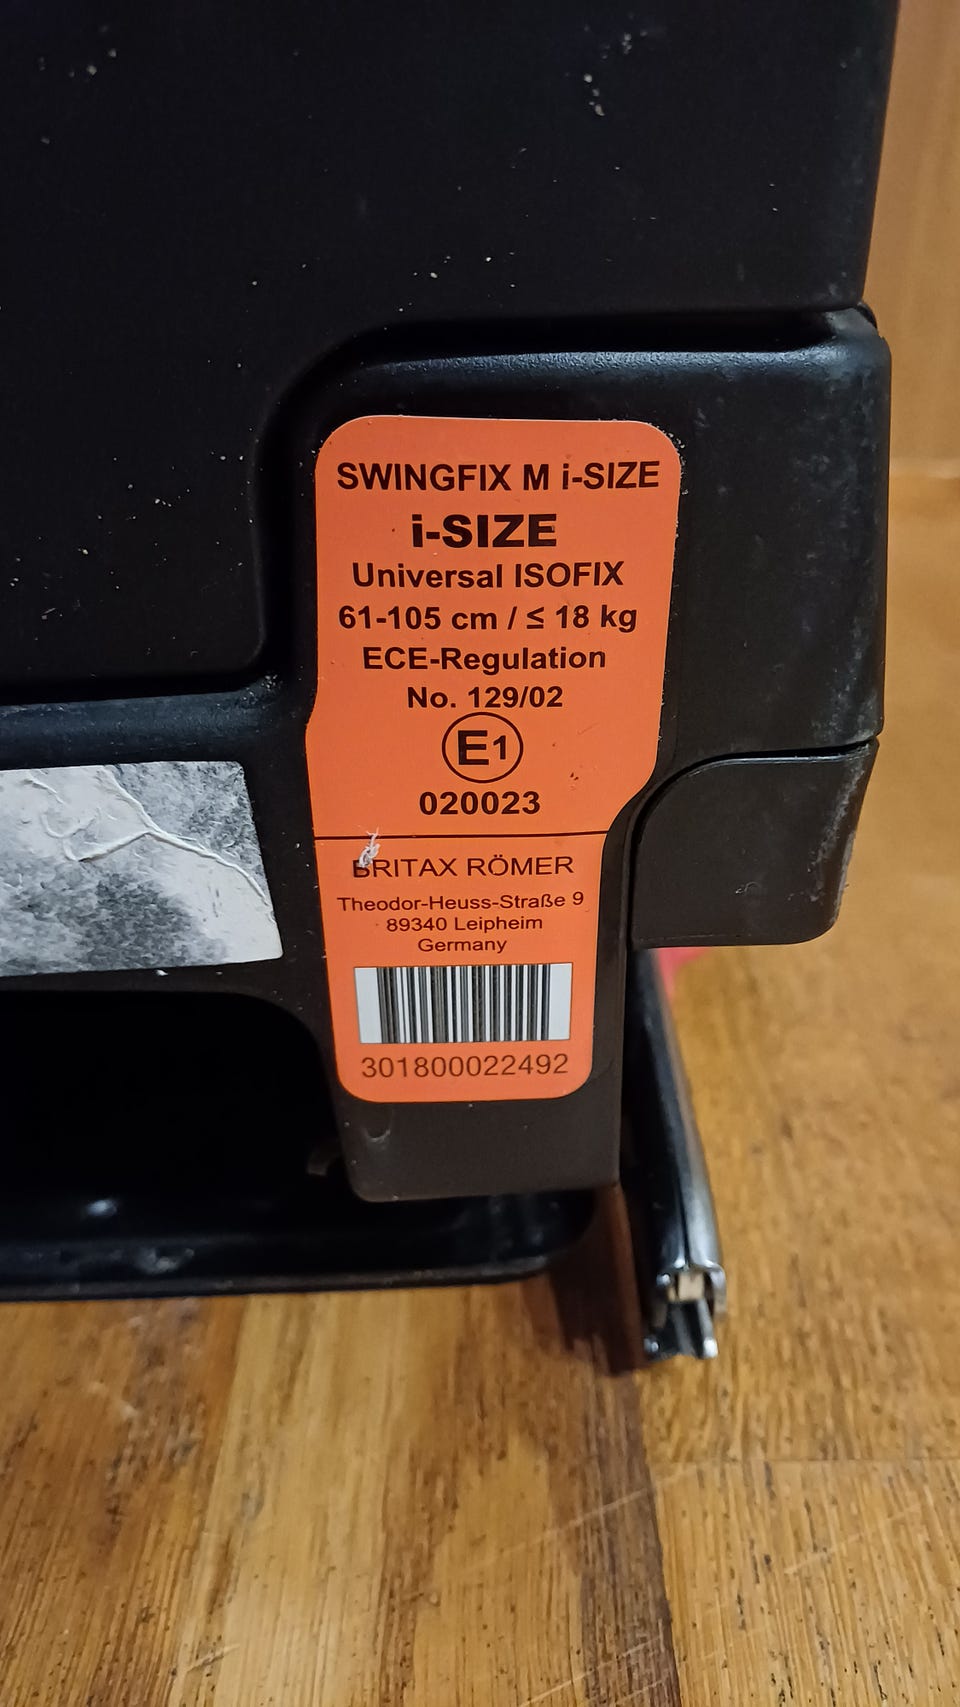 SWINGFIX M i-SIZE
i-SIZE
Universal ISOFIX
61-105 cm / ≤ 18 kg
ECE-Regulation
No. 129/02
E1
020023
BRITAX RÖMER
Theodor-Heuss-Straße 9
89340 Leipheim
Germany
301800022492